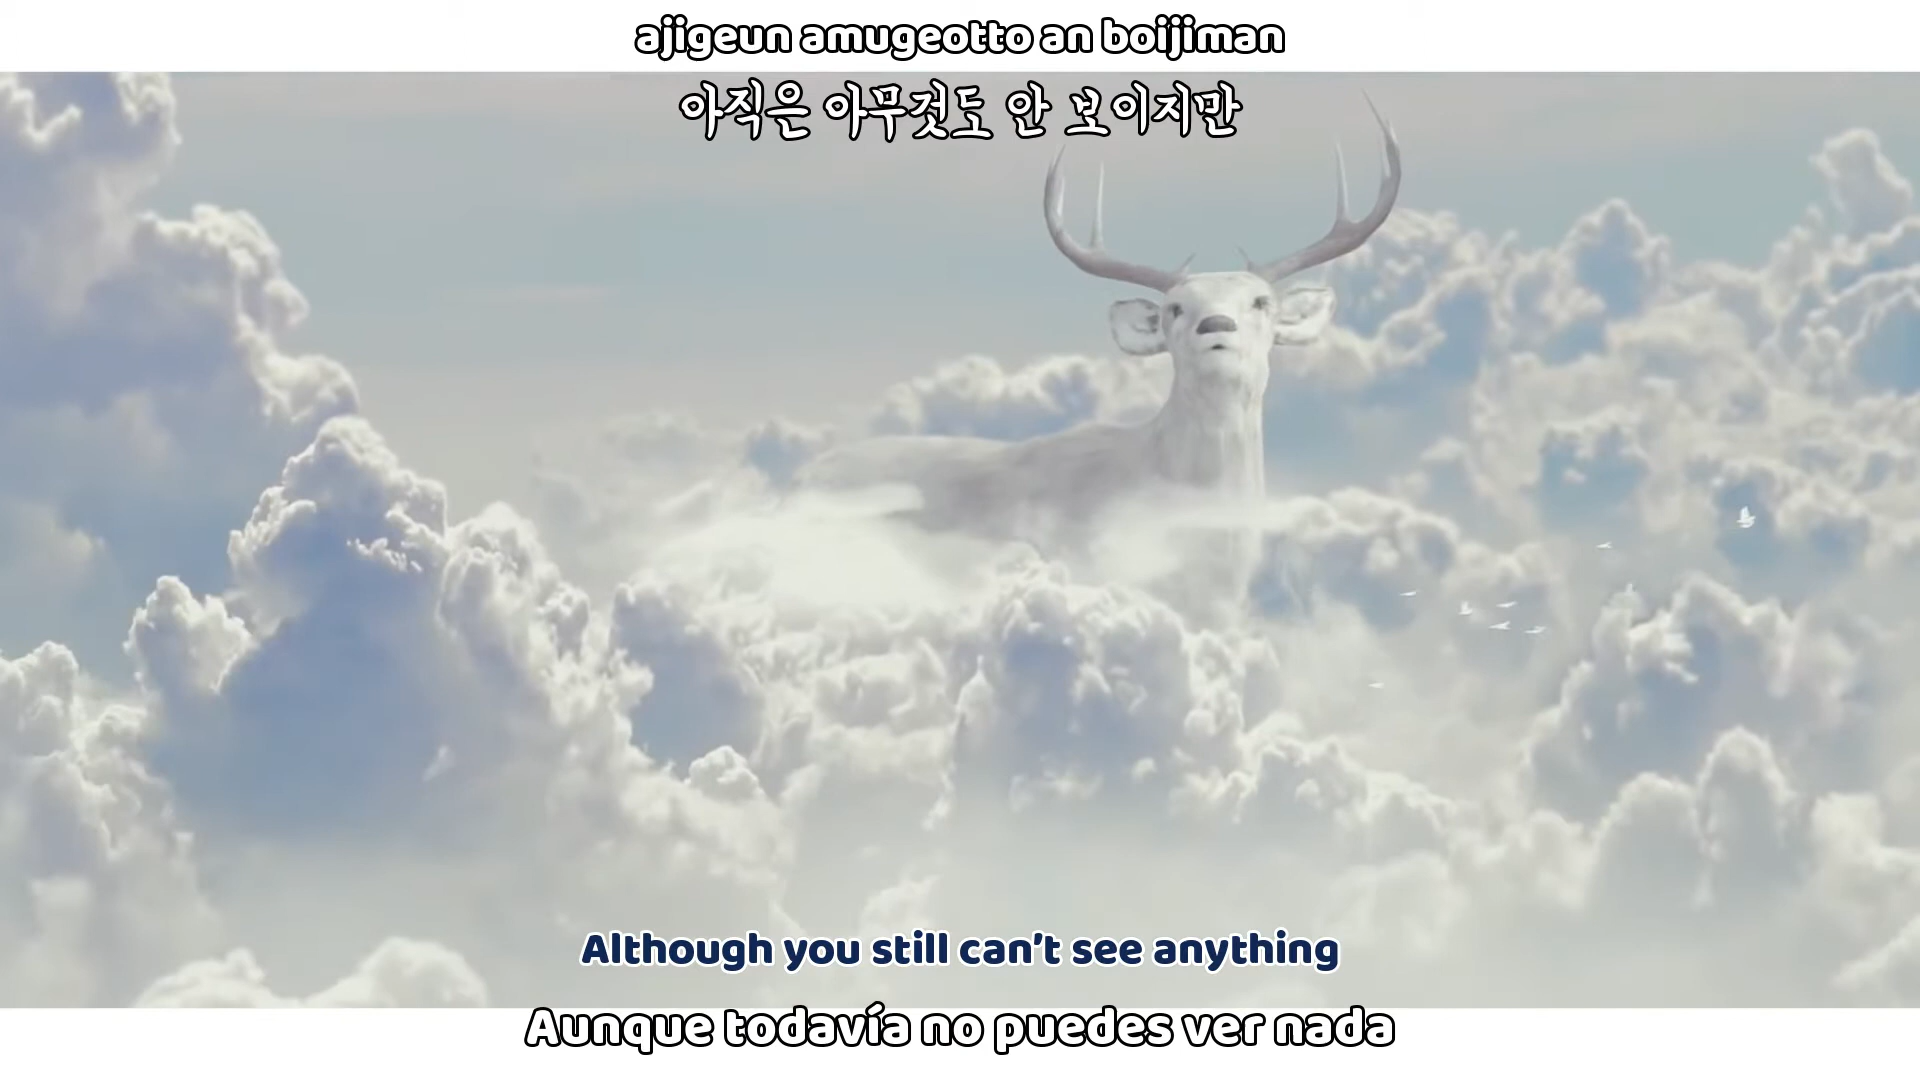 ajigeun amugeotto an boijiman
아직은 아무것도 안 보이지만
Although you still can't see anything
Aunque todavía no puedes ver nada